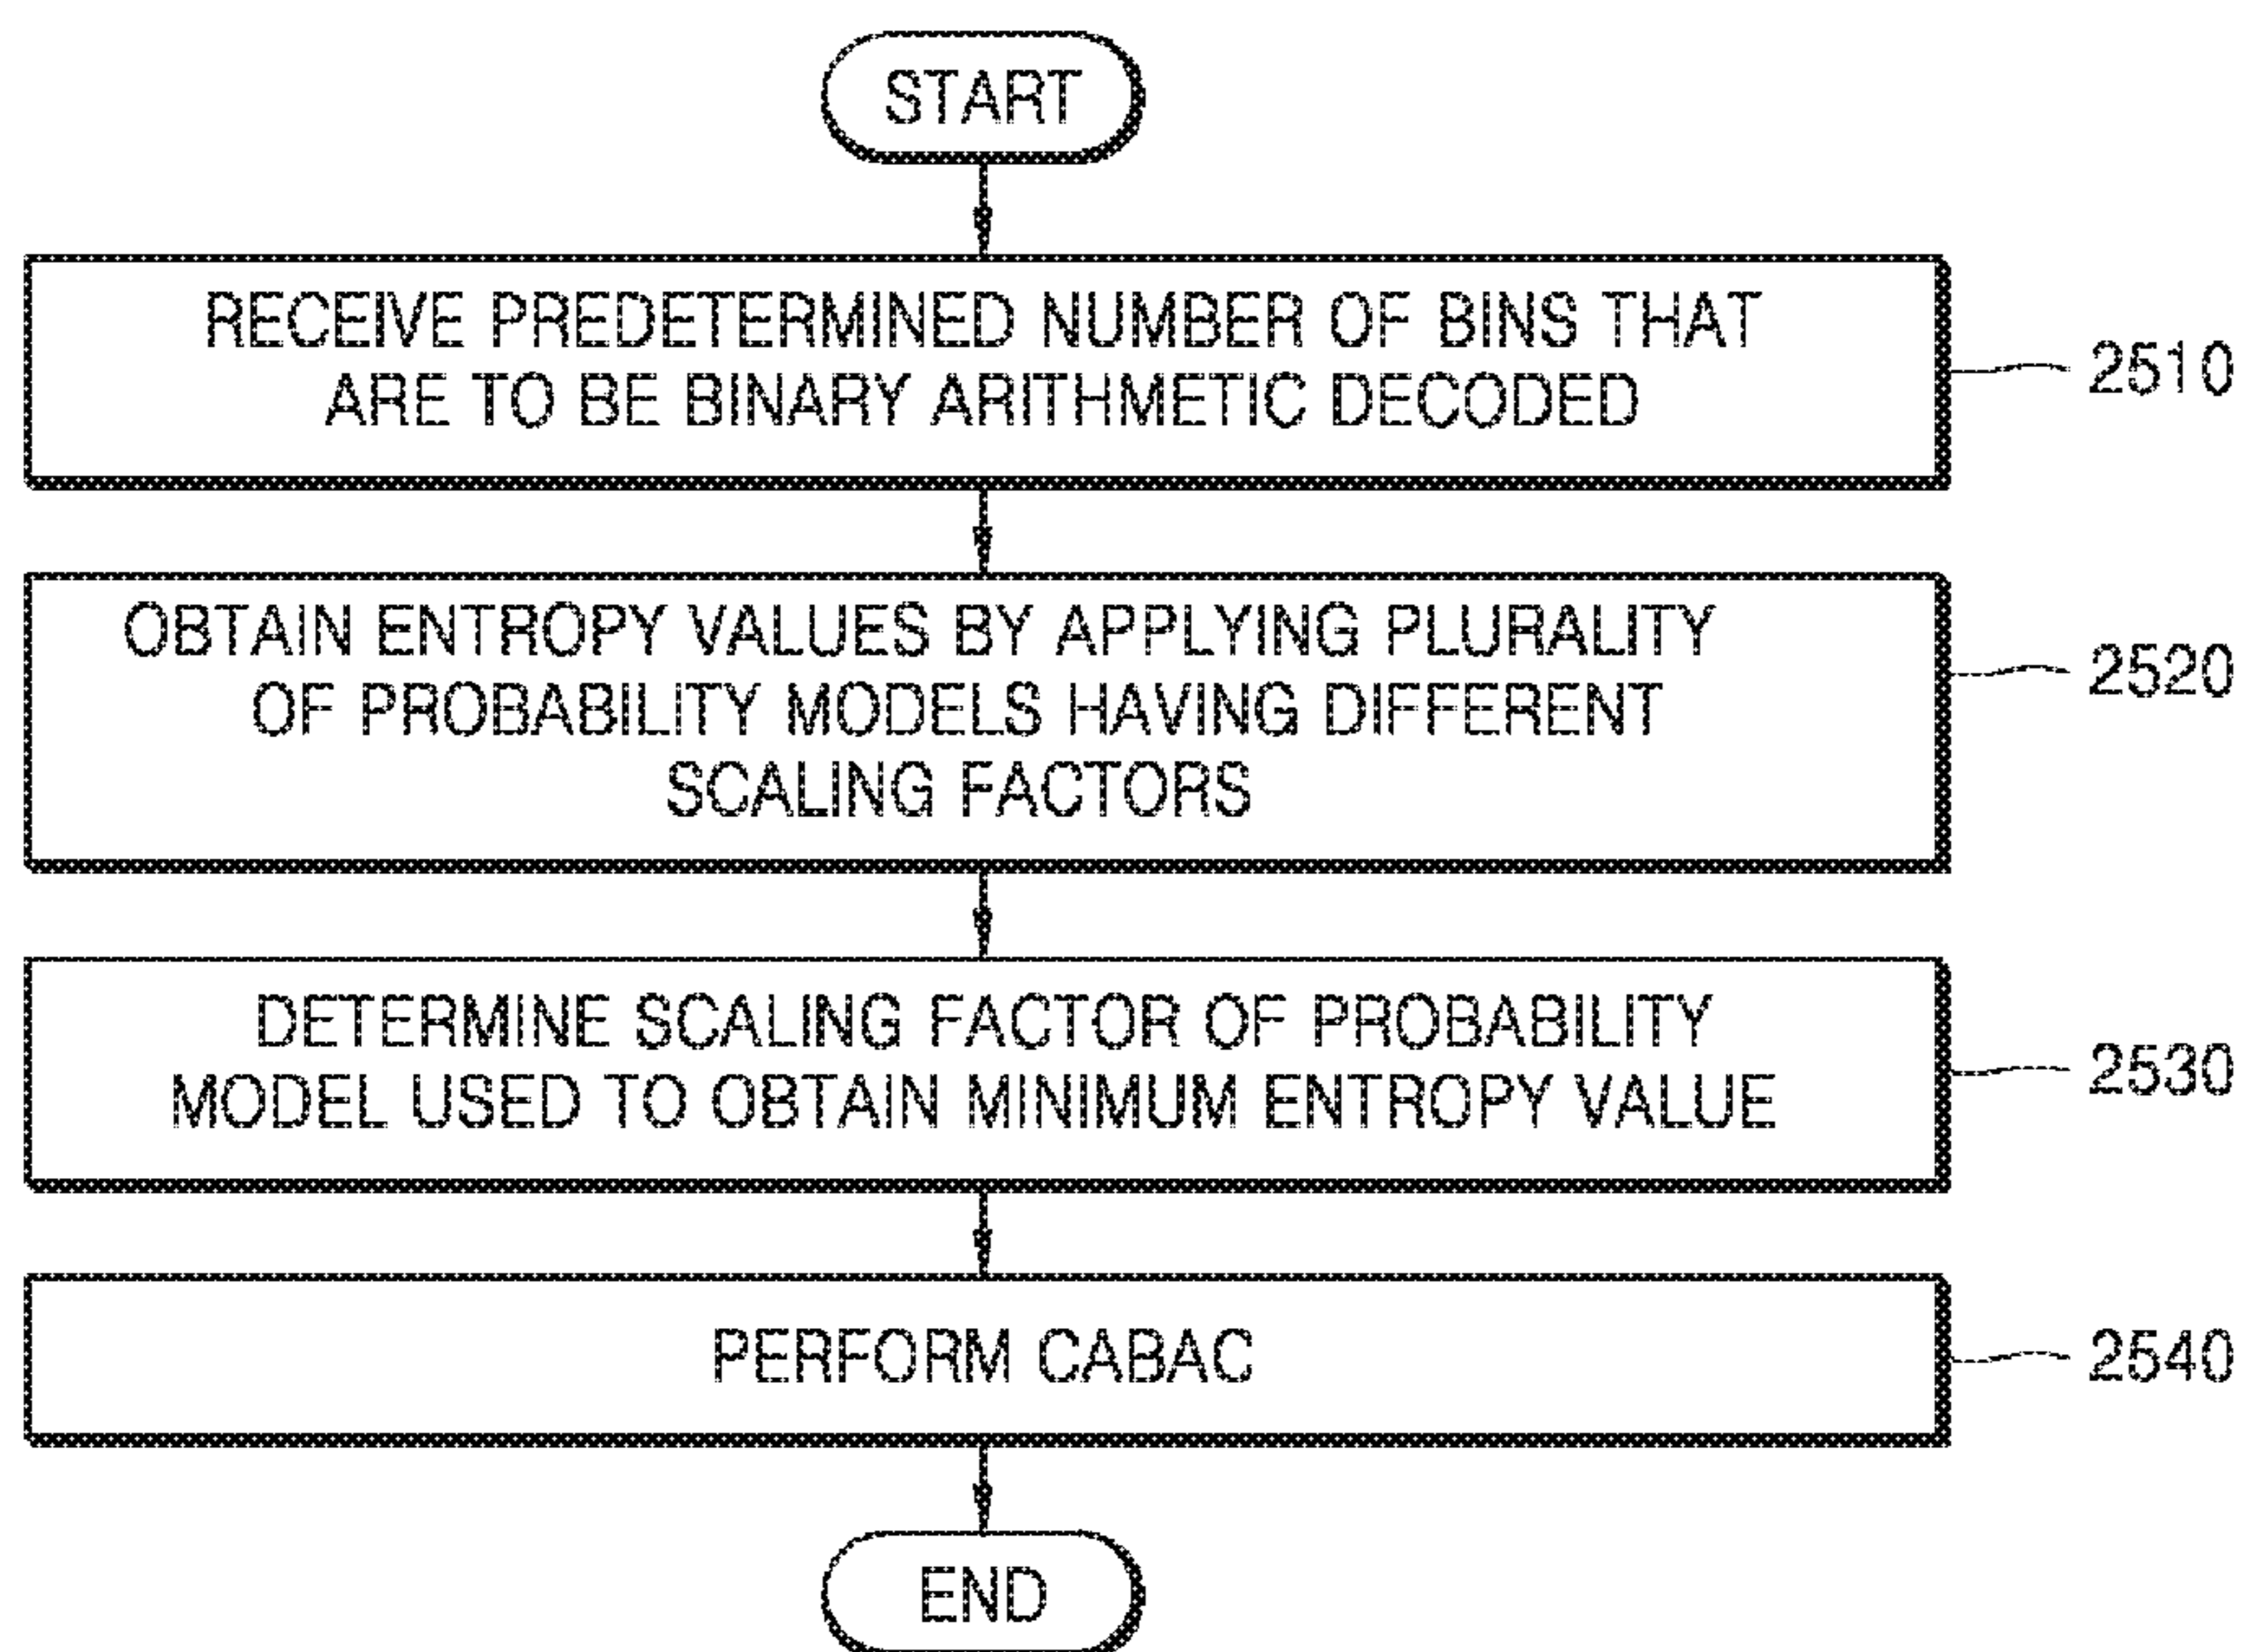 START
RECEIVE PREDETERMINED NUMBER OF BINS THAT
ARE TO BE BINARY ARITHMETIC DECODED
2510
OBTAIN ENTROPY VALUES BY APPLYING PLURALITY
OF PROBABILITY MODELS HAVING DIFFERENT
SCALING FACTORS
2520
DETERMINE SCALING FACTOR OF PROBABILITY
MODEL USED TO OBTAIN MINIMUM ENTROPY VALUE
2530
PERFORM CABAC
2540
END